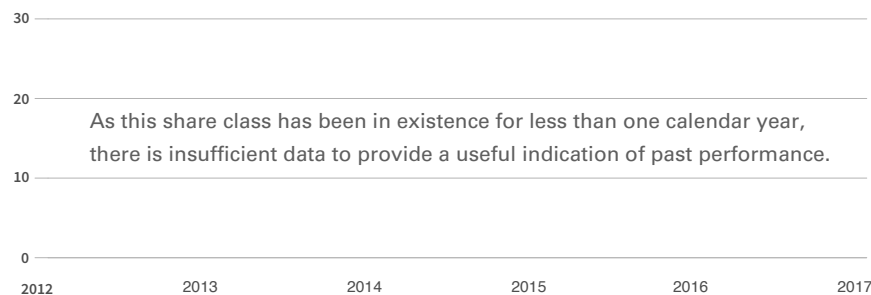 30
20
As this share class has been in existence for less than one calendar year,
there is insufficient data to provide a useful indication of past performance.
10
0
2012 2013 2014 2015 2016 2017